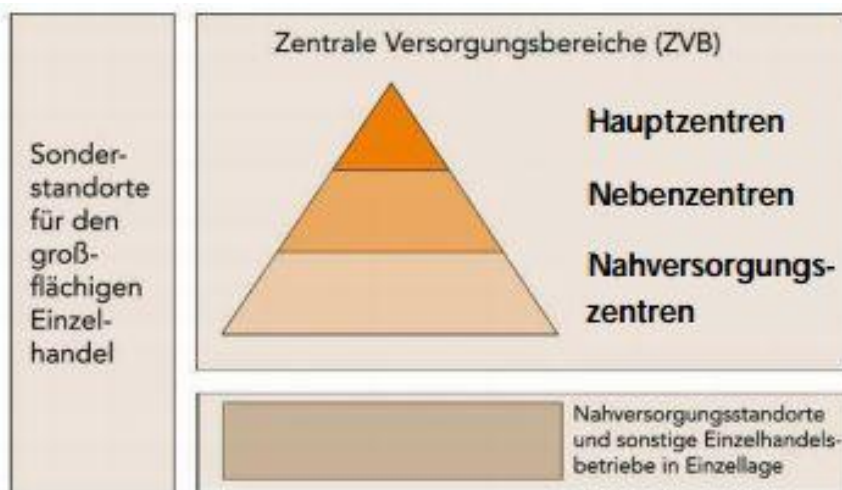 Sonder-
standorte
für den
groß-
flächigen
Einzel-
handel
Zentrale Versorgungsbereiche (ZVB)
Hauptzentren
Nebenzentren
Nahversorgungs-
zentren
Nahversorgungsstandorte
und sonstige Einzelhandels-
betriebe in Einzellage